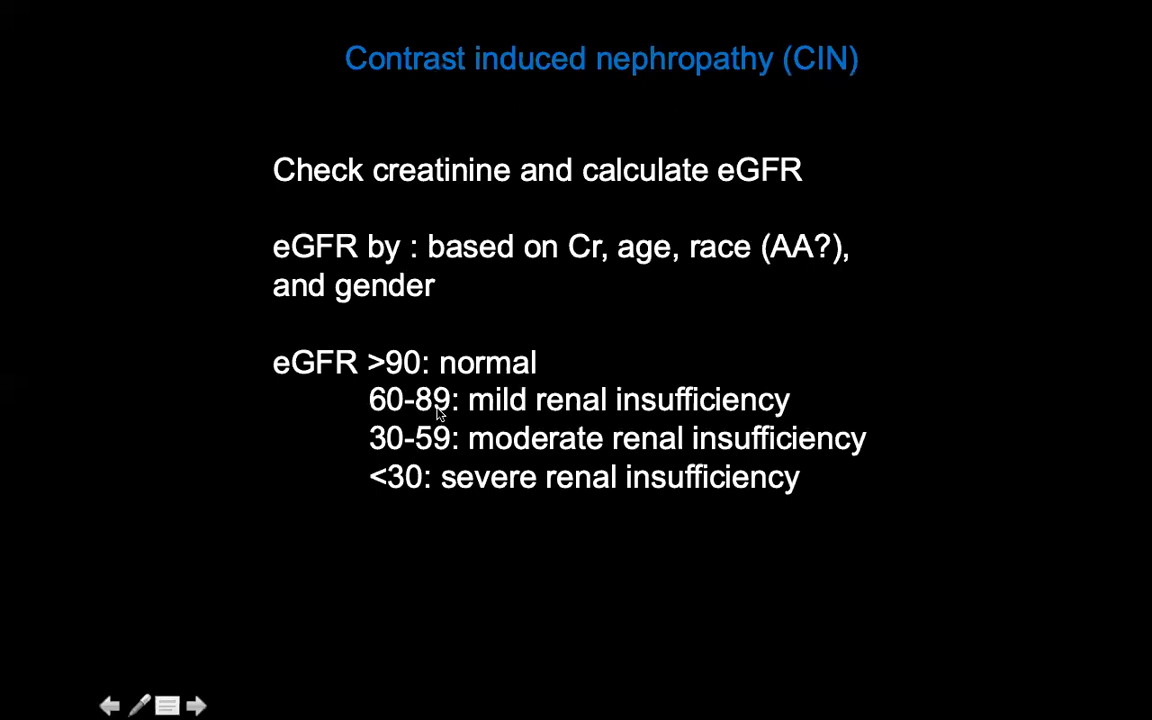 Contrast induced nephropathy (CIN)
Check creatinine and calculate eGFR
eGFR by : based on Cr, age, race (AA?),
and gender
eGFR >90: normal
60-89: mild renal insufficiency
30-59: moderate renal insufficiency
<30: severe renal insufficiency